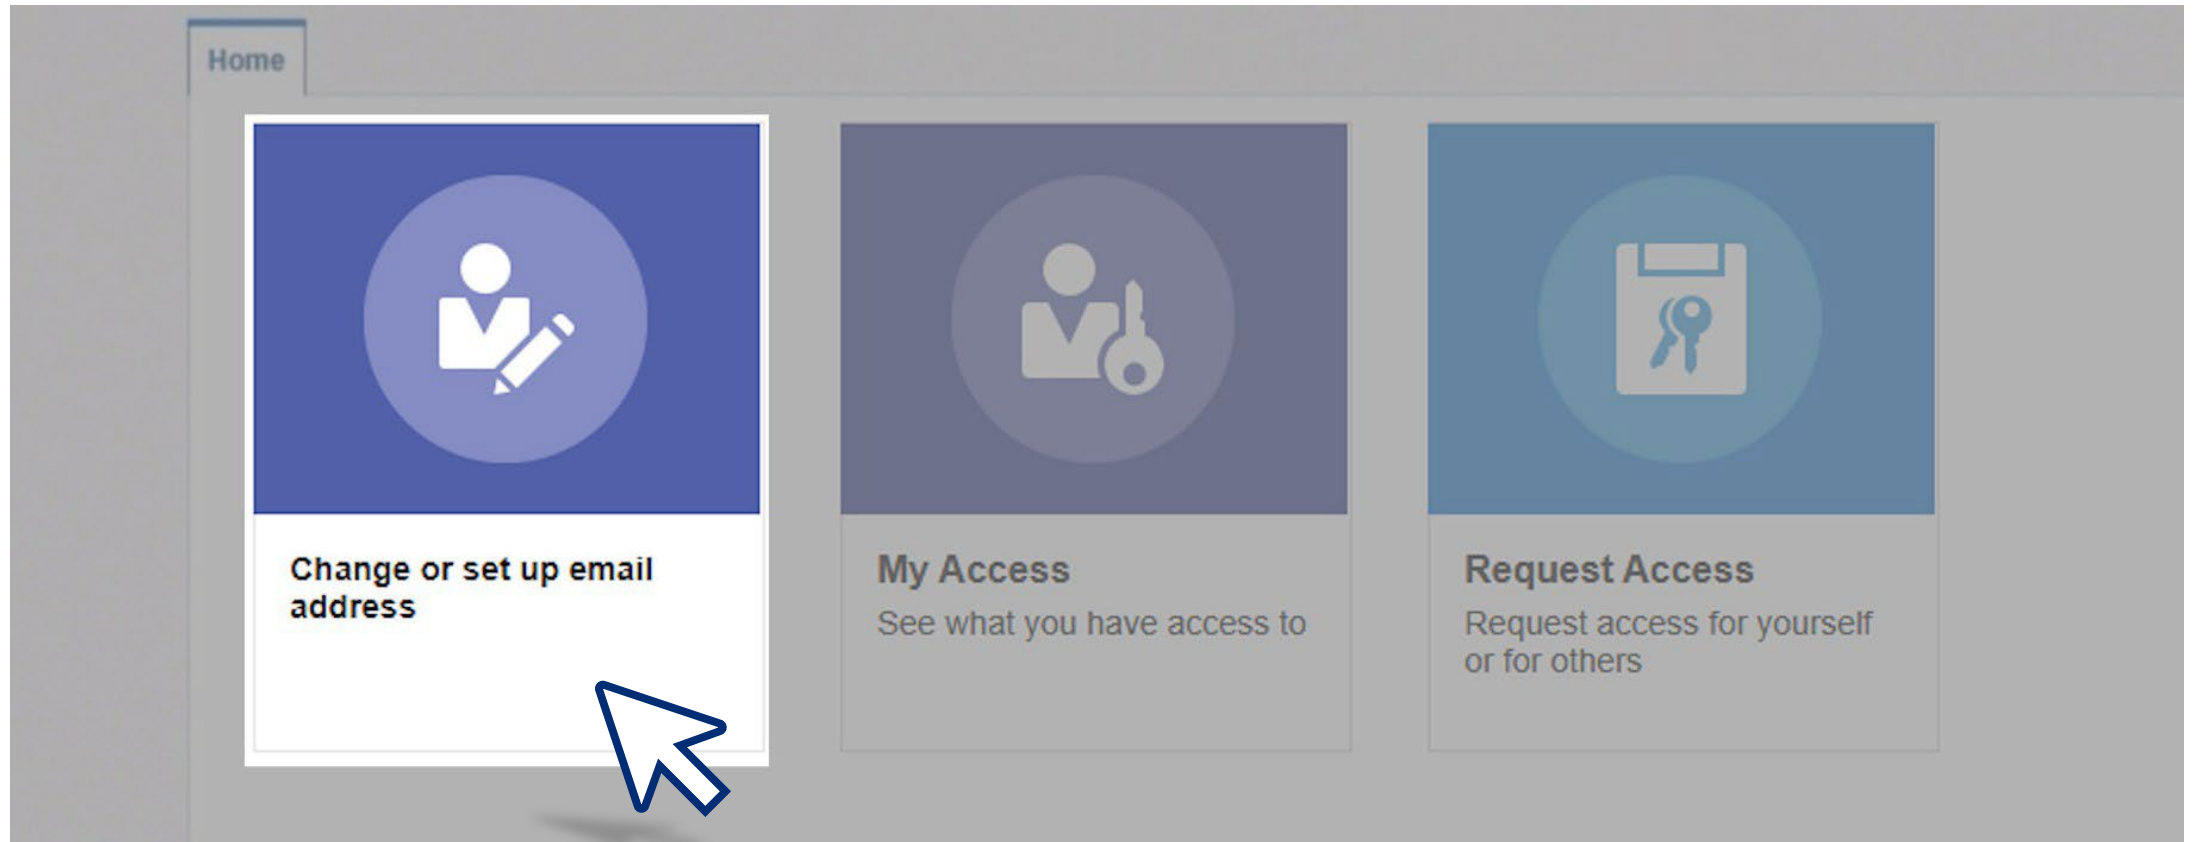 Home
Change or set up email
address
My Access
See what you have access to
Request Access
Request access for yourself
or for others